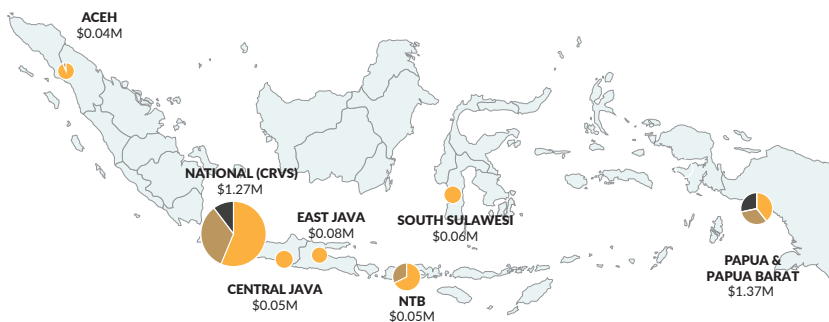 ACEH
$0.04M
NATIONAL (CRVS)
$1.27M
EAST JAVA
$0.08M
SOUTH SULAWESI
$0.06M
CENTRAL JAVA
$0.05M
NTB
$0.05M
PAPUA &
PAPUA BARAT
$1.37M